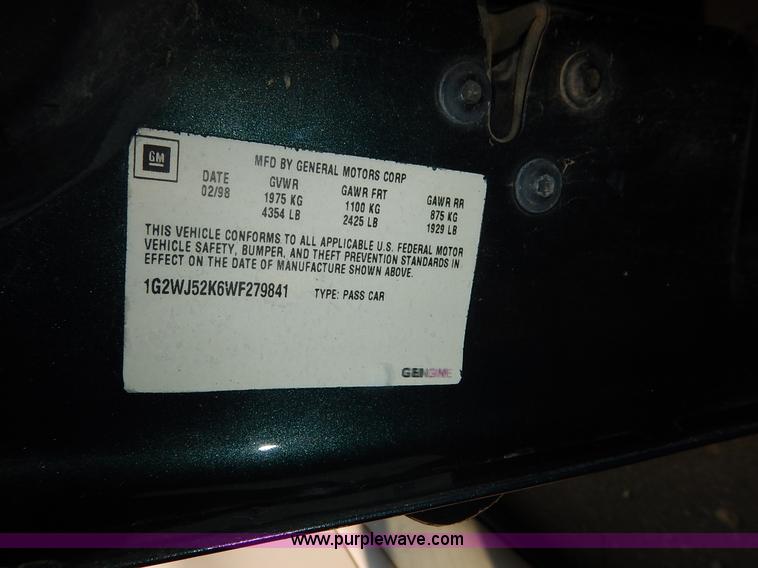 GM
MFD BY GENERAL MOTORS CORP
DATE GVWR GAWR FRT GAWR RR
02/98 1975 KG 1100 KG 875 KG
4354 LB 2425 LB 1929 LB
THIS VEHICLE CONFORMS TO ALL APPLICABLE U.S. FEDERAL MOTOR
VEHICLE SAFETY, BUMPER, AND THEFT PREVENTION STANDARDS IN
EFFECT ON THE DATE OF MANUFACTURE SHOWN ABOVE.
1G2WJ52K6WF279841 TYPE: PASS CAR
GENGINE
www.purplewave.com